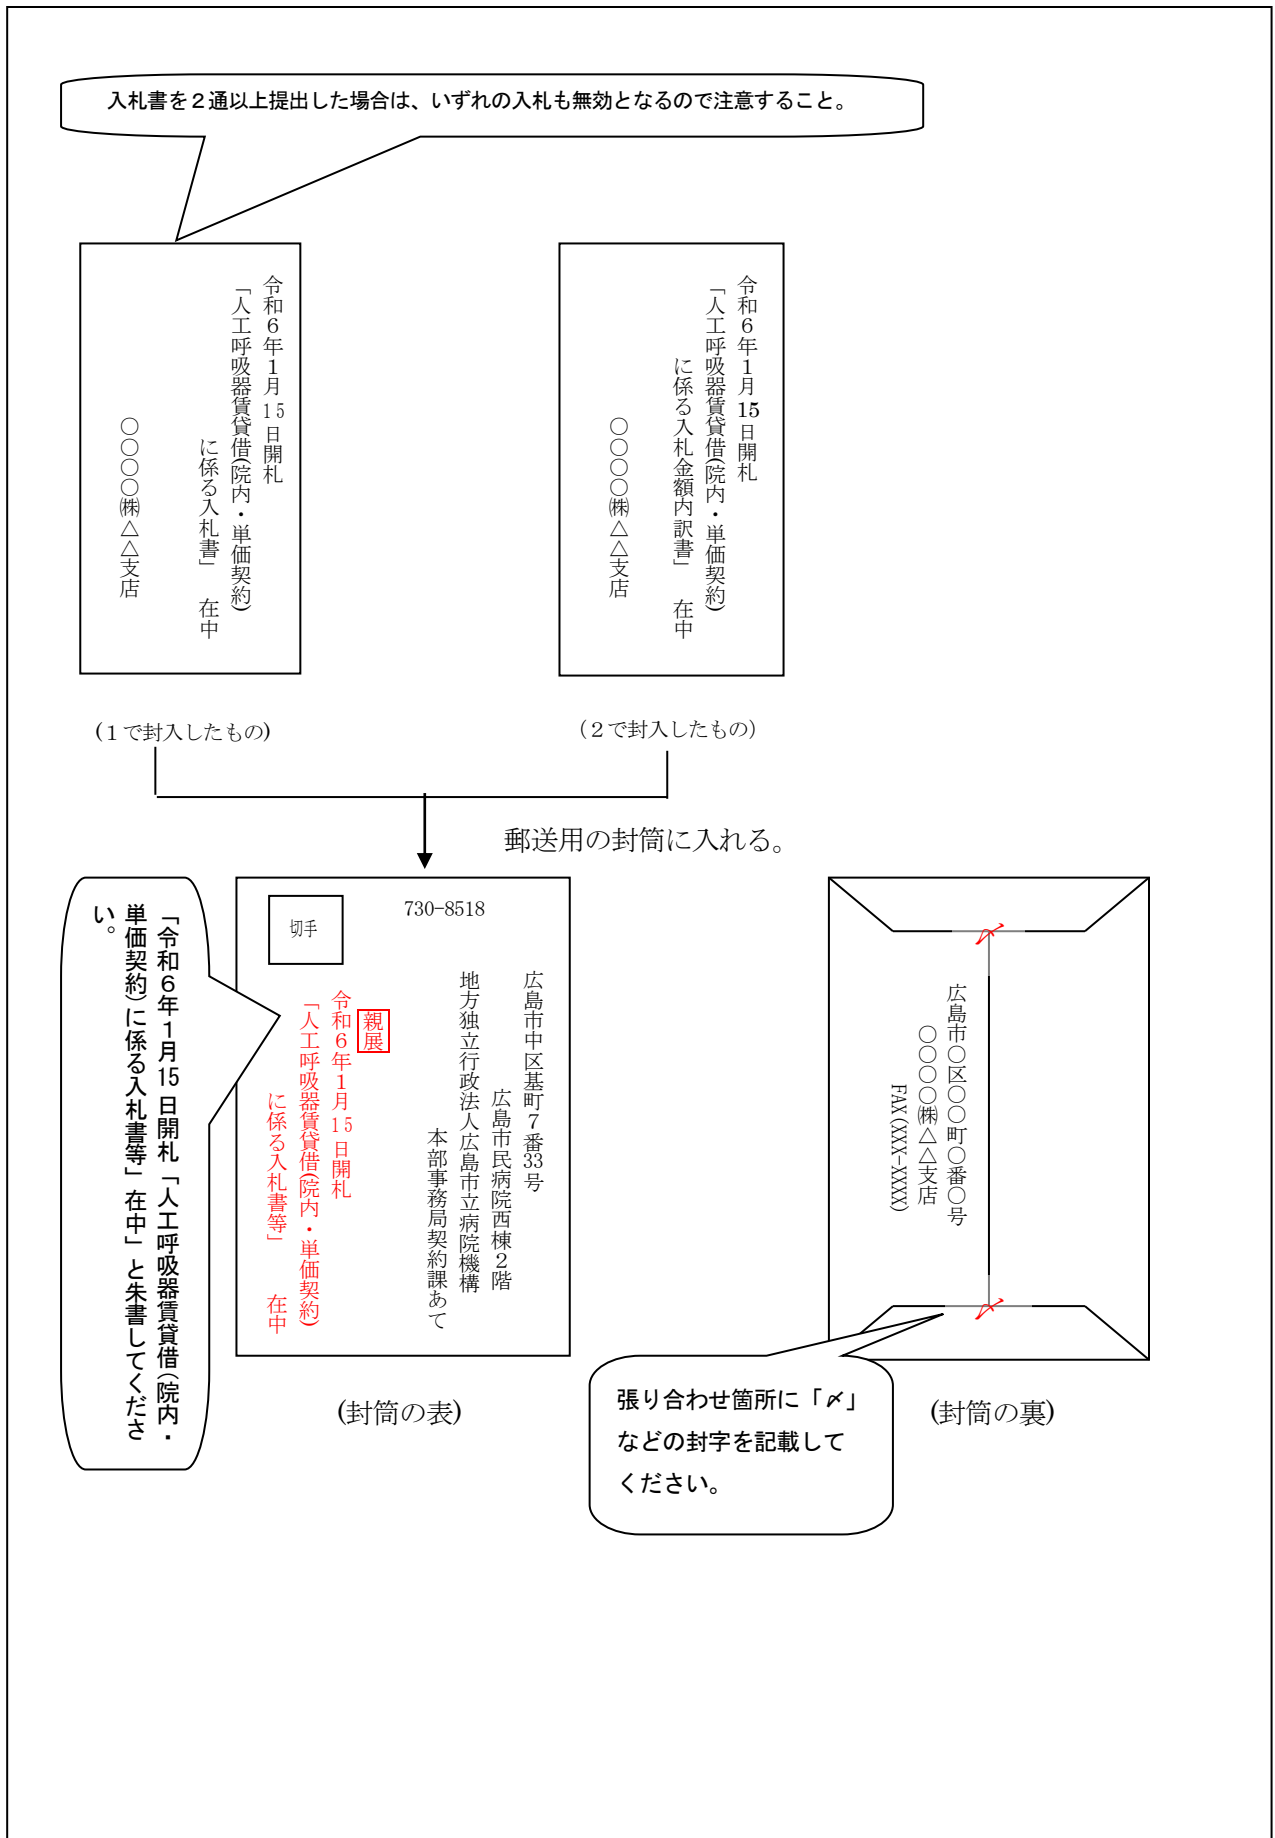 入札書を２通以上提出した場合は、いずれの入札も無効となるので注意すること。
令和６年１月15日開札
「人工呼吸器賃貸借(院内・単価契約)
に係る入札書」　在中
〇〇〇〇㈱△△支店
令和６年１月15日開札
「人工呼吸器賃貸借(院内・単価契約)
に係る入札金額内訳書」　在中
〇〇〇〇㈱△△支店
(１で封入したもの)
(２で封入したもの)
郵送用の封筒に入れる。
「令和６年１月15日開札「人工呼吸器賃貸借(院内・
単価契約)に係る入札書等」在中」と朱書してくださ
い。
切手
730-8518
広島市中区基町７番33号
広島市民病院西棟２階
地方独立行政法人広島市立病院機構
本部事務局契約課あて
親展
令和６年１月15日開札
「人工呼吸器賃貸借(院内・単価契約)
に係る入札書等」　在中
(封筒の表)
〆
広島市〇区〇〇町〇番〇号
〇〇〇〇㈱△△支店
FAX(XXX-XXXX)
〆
張り合わせ箇所に「〆」
などの封字を記載して
ください。
(封筒の裏)